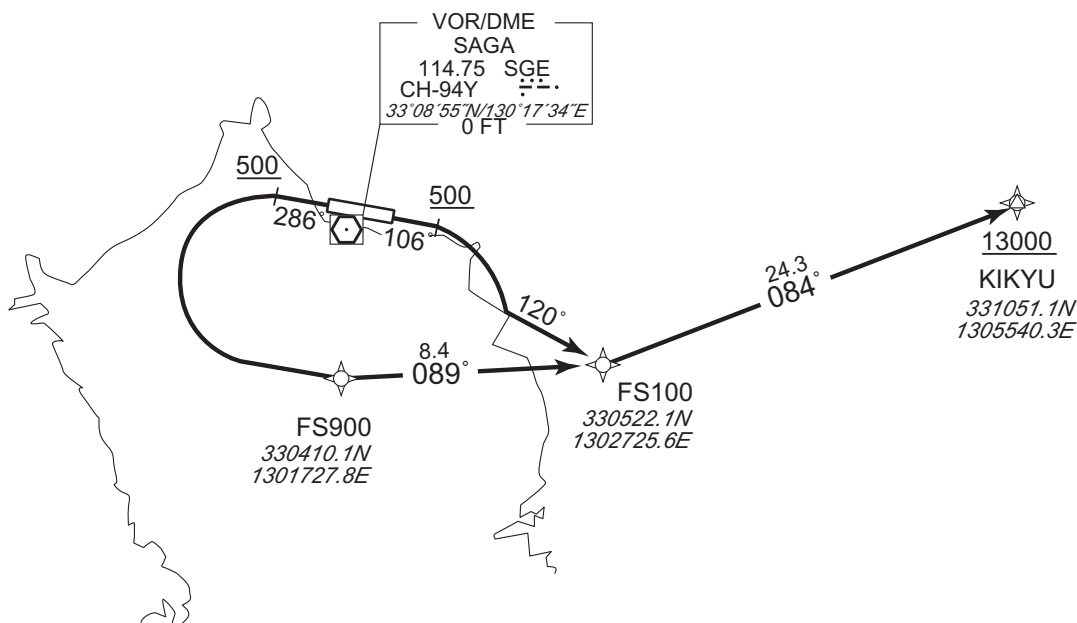 VOR/DME
SAGA
114.75 SGE
CH-94Y
33°08´55˝N/130°17´34˝E
0 FT
500
500
286°
106°
13000
KIKYU
331051.1N
1305540.3E
24.3
084°
120°
8.4
089°
FS100
330522.1N
1302725.6E
FS900
330410.1N
1301727.8E